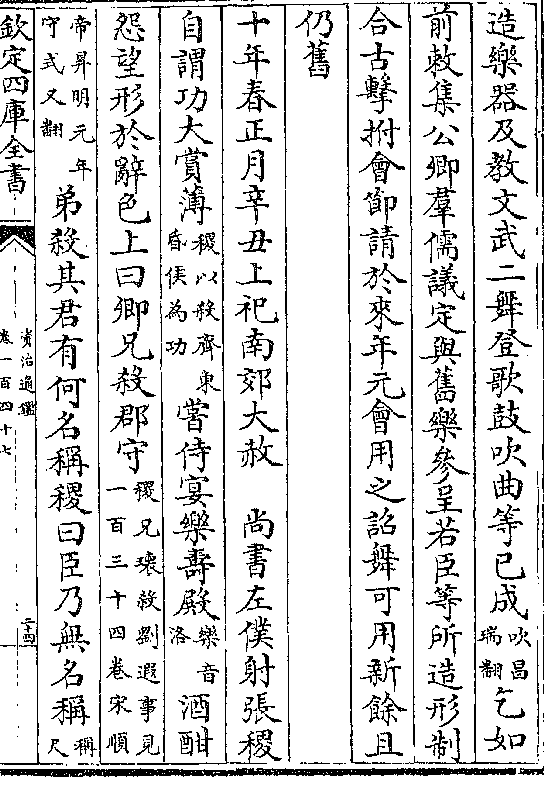 造樂器及敎文武二舞登歌鼓吹曲等已成吹昌瑞翻乞如
前敕集公卿羣儒議定與舊樂參呈若臣等所造形制
合古擊拊會節請於來年元會用之詔舞可用新餘且
仍舊
十年春正月辛丑上祀南郊大赦 尚書左僕射張稷
自謂功大賞薄稷以殺齊東昏侯為功嘗侍宴樂壽殿樂音洛酒酣
怨望形於辭色上曰卿兄殺郡守稷兄瓌殺劉遐事見一百三十四卷宋順
帝昇明元年守式又翻弟殺其君有何名稱稷曰臣乃無名稱稱尺
欽定四庫全書
資治通鑑
卷一百四十七
二十四